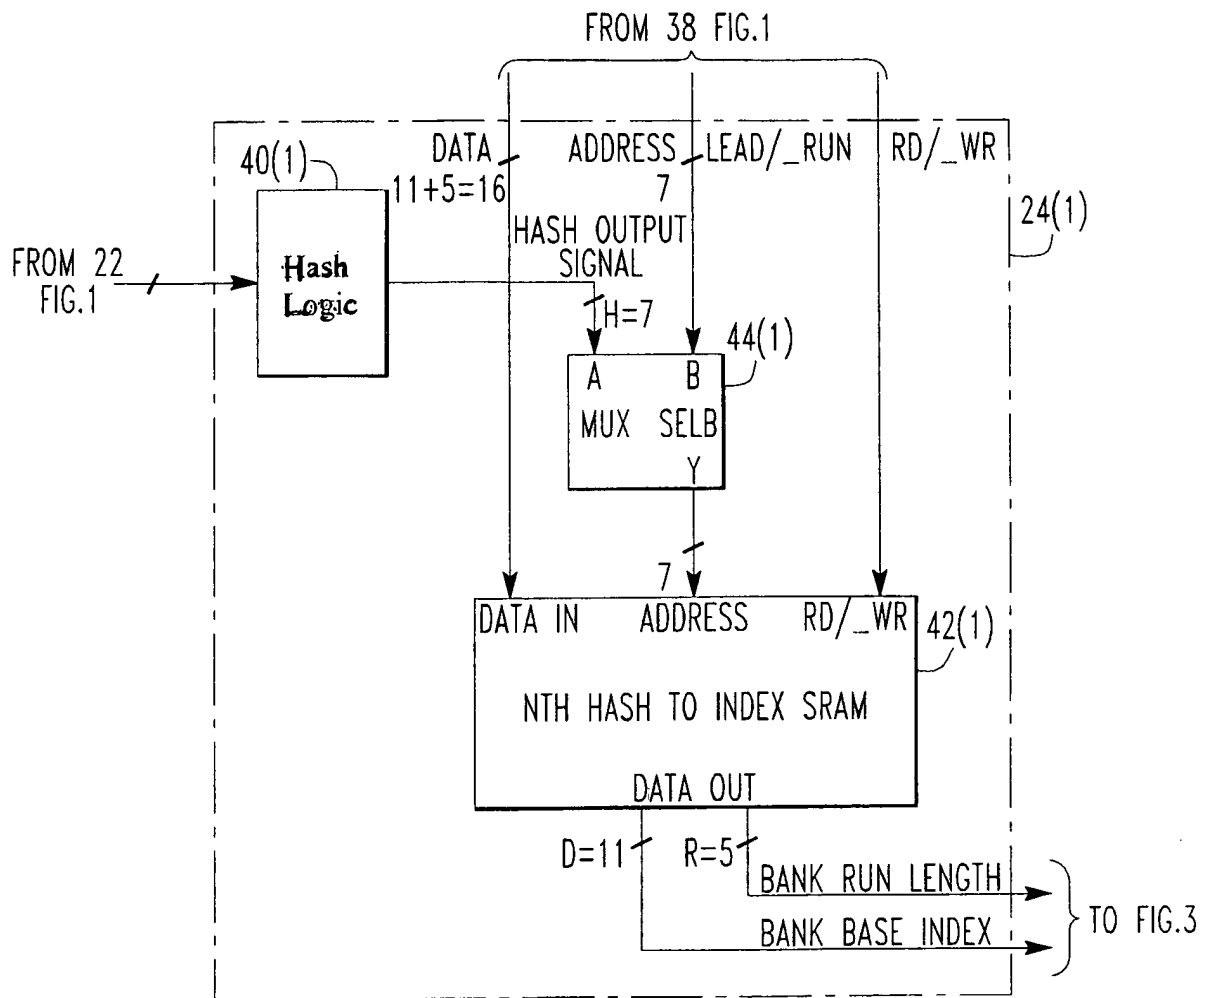 FROM 38 FIG.1
DATA
11+5=16
ADDRESS
7
LEAD/_RUN
RD/_WR
40(1)
24(1)
FROM 22
FIG.1
Hash
Logic
HASH OUTPUT
SIGNAL
H=7
44(1)
A B
MUX SELB
Y
7
DATA IN ADDRESS RD/_WR
42(1)
NTH HASH TO INDEX SRAM
DATA OUT
D=11
R=5
BANK RUN LENGTH
BANK BASE INDEX
TO FIG.3